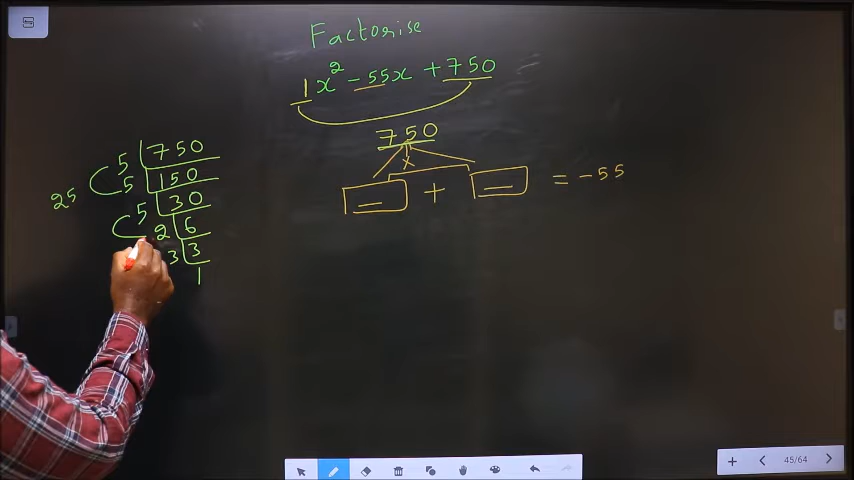 Factorise
1x² - 55x + 750
750
x
_ + _ = -55
5 | 750
5 | 150
25
5 | 30
2 | 6
3 | 3
1
45/64